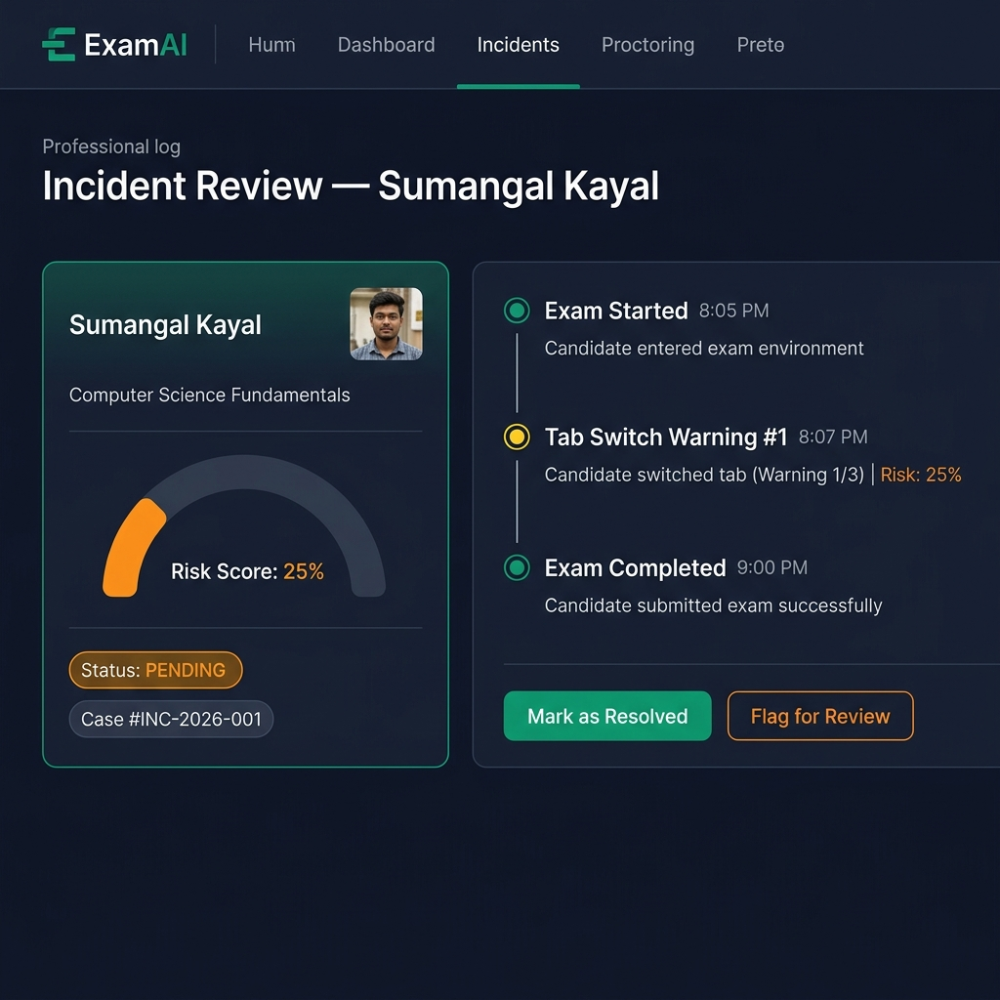 ExamAI
Hum
Dashboard
Incidents
Proctoring
Preto
Professional log
Incident Review — Sumangal Kayal
Sumangal Kayal
Computer Science Fundamentals
Risk Score: 25%
Status: PENDING
Case #INC-2026-001
Exam Started 8:05 PM
Candidate entered exam environment
Tab Switch Warning #1 8:07 PM
Candidate switched tab (Warning 1/3) | Risk: 25%
Exam Completed 9:00 PM
Candidate submitted exam successfully
Mark as Resolved
Flag for Review